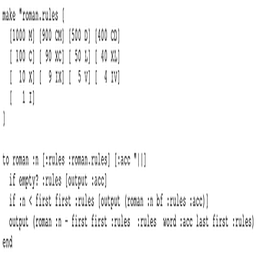 make "roman.rules [
[1000 M] [900 CM] [500 D] [400 CD]
[ 100 C] [ 90 XC] [ 50 L] [ 40 XL]
[ 10 X] [ 9 IX] [ 5 V] [ 4 IV]
[ 1 I]
]
to roman :n [:rules :roman.rules] [:acc "||]
if empty? :rules [output :acc]
if :n < first first :rules [output (roman :n bf :rules :acc)]
output (roman :n - first first :rules :rules word :acc last first :rules)
end